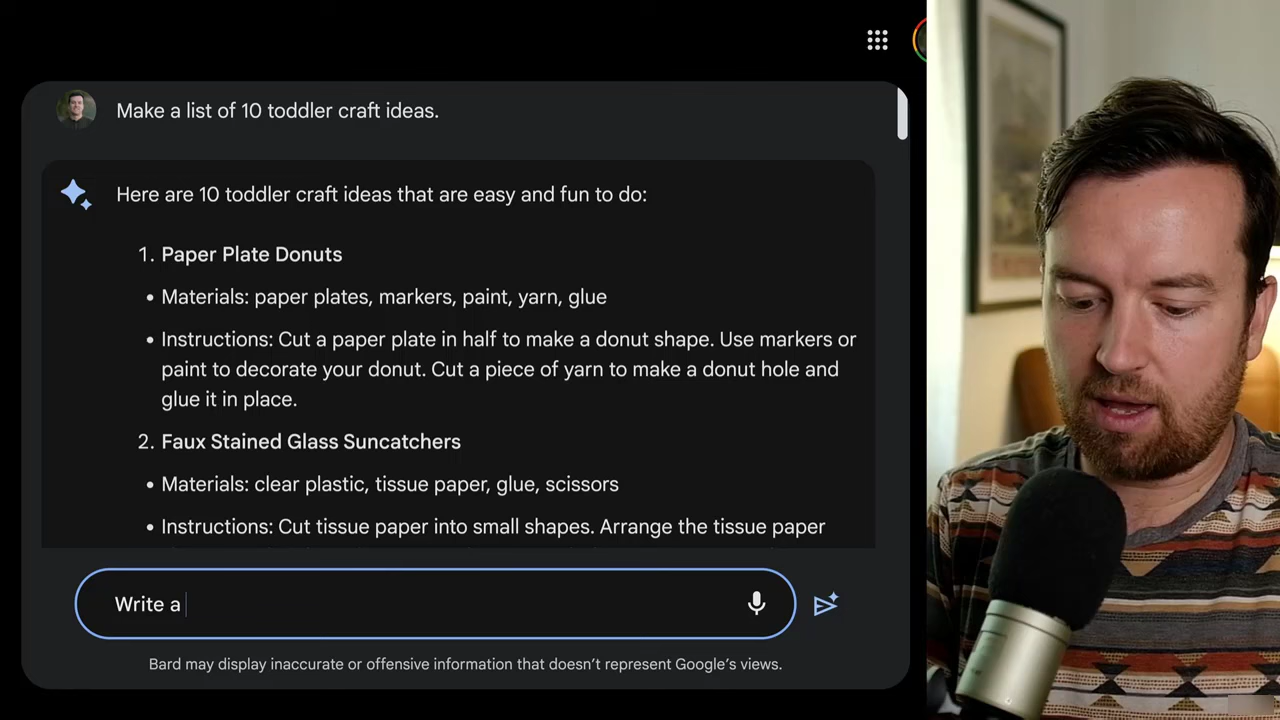 Make a list of 10 toddler craft ideas.
Here are 10 toddler craft ideas that are easy and fun to do:
1. Paper Plate Donuts
• Materials: paper plates, markers, paint, yarn, glue
• Instructions: Cut a paper plate in half to make a donut shape. Use markers or
paint to decorate your donut. Cut a piece of yarn to make a donut hole and
glue it in place.
2. Faux Stained Glass Suncatchers
• Materials: clear plastic, tissue paper, glue, scissors
• Instructions: Cut tissue paper into small shapes. Arrange the tissue paper
Write a
Bard may display inaccurate or offensive information that doesn’t represent Google’s views.